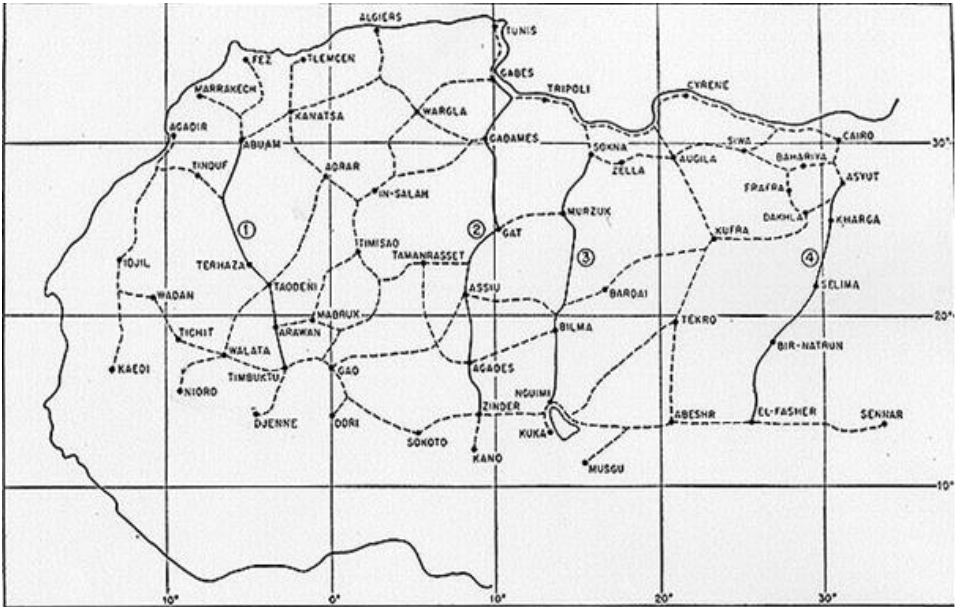 ALGIERS
TUNIS
FEZ
TLEMCEN
GABES
MARRAKECH
TRIPOLI
CYRENE
KANATSA
WARGLA
AGADIR
ABUAM
GADAMES
SOKNA
SIWA
CAIRO
30°
TINDUF
ADRAR
ZELLA
AUGILA
BAHARIYA
IN-SALAH
FRAFRA
ASYUT
MURZUK
DAKHLA
KHARGA
1
2
GAT
KUFRA
TIMISAO
TAMANRASSET
3
4
IDJIL
TERHAZA
TAODENI
ASSIU
BARDAI
SELIMA
WADAN
MABRUK
TEKRO
20°
TICHIT
ARAWAN
BILMA
BIR-NATRUN
WALATA
KAEDI
TIMBUKTU
GAO
AGADES
NIORO
NGUIMI
DJENNE
DORI
ZINDER
ABESHR
EL-FASHER
SENNAR
SOKOTO
KUKA
KANO
MUSGU
10°
10°
0°
10°
20°
30°